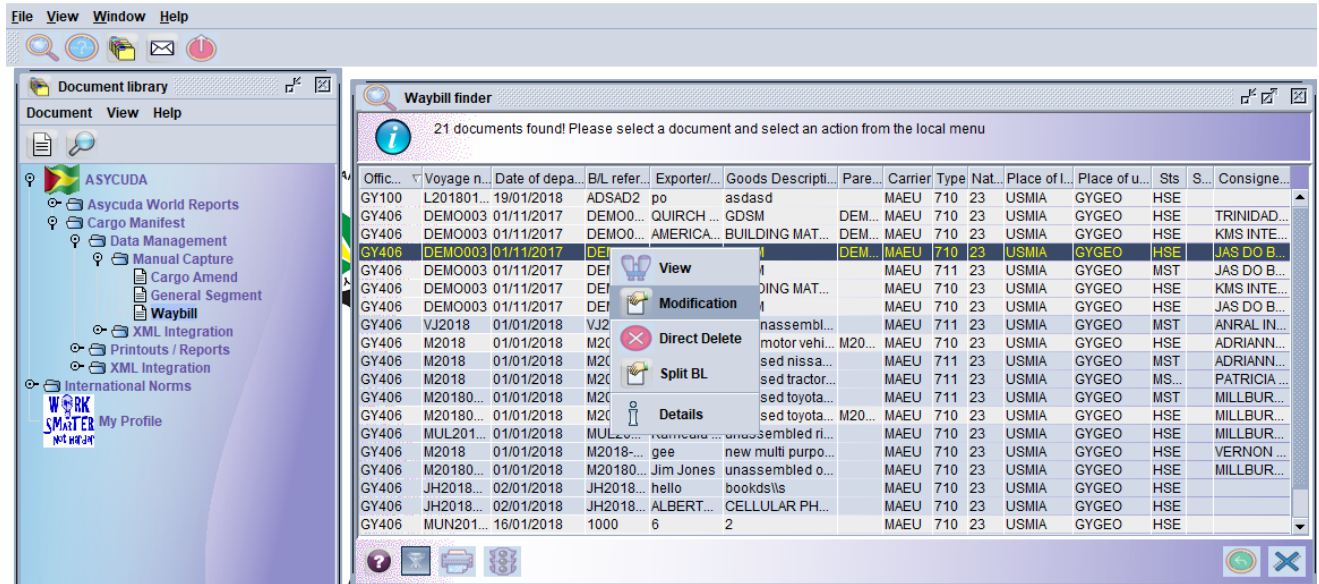 File View Window Help
Document library
Document View Help
ASYCUDA
Asycuda World Reports
Cargo Manifest
Data Management
Manual Capture
Cargo Amend
General Segment
Waybill
XML Integration
Printouts / Reports
XML Integration
International Norms
WORK SMARTER Not Harder
My Profile
Waybill finder
21 documents found! Please select a document and select an action from the local menu
Offic... Voyage n... Date of depa... B/L refer... Exporter/... Goods Descripti... Pare... Carrier Type Nat... Place of l... Place of u... Sts S... Consigne...
GY100 L201801... 19/01/2018 ADSAD2 po asdasd MAEU 710 23 USMIA GYGEO HSE
GY406 DEMO003 01/11/2017 DEMO0... QUIRCH ... GDSM DEM... MAEU 710 23 USMIA GYGEO HSE TRINIDAD...
GY406 DEMO003 01/11/2017 DEMO0... AMERICA... BUILDING MAT... DEM... MAEU 710 23 USMIA GYGEO HSE KMS INTE...
GY406 DEMO003 01/11/2017 DEM... MAEU 710 23 USMIA GYGEO HSE JAS DO B...
GY406 DEMO003 01/11/2017 MAEU 711 23 USMIA GYGEO MST JAS DO B...
GY406 DEMO003 01/11/2017 DING MAT... MAEU 711 23 USMIA GYGEO HSE KMS INTE...
GY406 DEMO003 01/11/2017 MAEU 710 23 USMIA GYGEO HSE JAS DO B...
GY406 VJ2018 01/01/2018 VJ2 nassembl... MAEU 711 23 USMIA GYGEO MST ANRAL IN...
GY406 M2018 01/01/2018 M20 motor vehi... M20... MAEU 710 23 USMIA GYGEO HSE ADRIANN...
GY406 M2018 01/01/2018 M20 sed nissa... MAEU 711 23 USMIA GYGEO MST ADRIANN...
GY406 M2018 01/01/2018 M20 sed tractor... MAEU 711 23 USMIA GYGEO MS... PATRICIA ...
GY406 M20180... 01/01/2018 M20 sed toyota... MAEU 711 23 USMIA GYGEO MST MILLBUR...
GY406 M20180... 01/01/2018 M20 sed toyota... M20... MAEU 710 23 USMIA GYGEO HSE MILLBUR...
GY406 MUL201... 01/01/2018 unassembled ri... MAEU 710 23 USMIA GYGEO HSE MILLBUR...
GY406 M2018 01/01/2018 M2018-... gee new multi purpo... MAEU 710 23 USMIA GYGEO HSE VERNON ...
GY406 M20180... 01/01/2018 M20180... Jim Jones unassembled o... MAEU 710 23 USMIA GYGEO HSE MILLBUR...
GY406 JH2018... 02/01/2018 JH2018... hello bookds\\s MAEU 710 23 USMIA GYGEO HSE
GY406 JH2018... 02/01/2018 JH2018... ALBERT... CELLULAR PH... MAEU 710 23 USMIA GYGEO HSE
GY406 MUN201... 16/01/2018 1000 6 2 MAEU 710 23 USMIA GYGEO HSE
View
Modification
Direct Delete
Split BL
Details